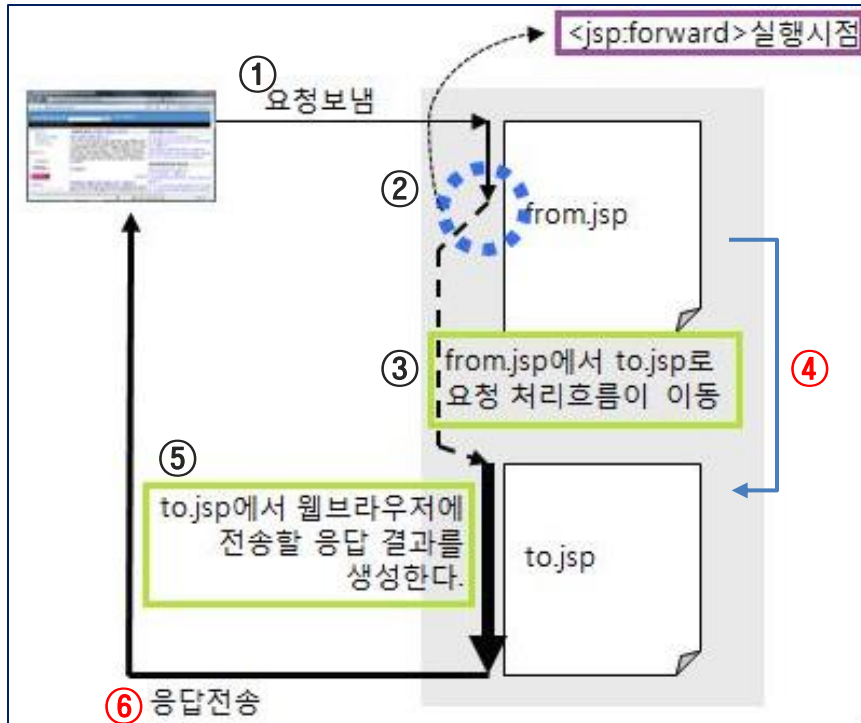 <jsp:forward>실행시점
①
요청보냄
②
from.jsp
③
from.jsp에서 to.jsp로
요청 처리흐름이 이동
④
⑤
to.jsp에서 웹브라우저에
전송할 응답 결과를
생성한다.
to.jsp
⑥ 응답전송